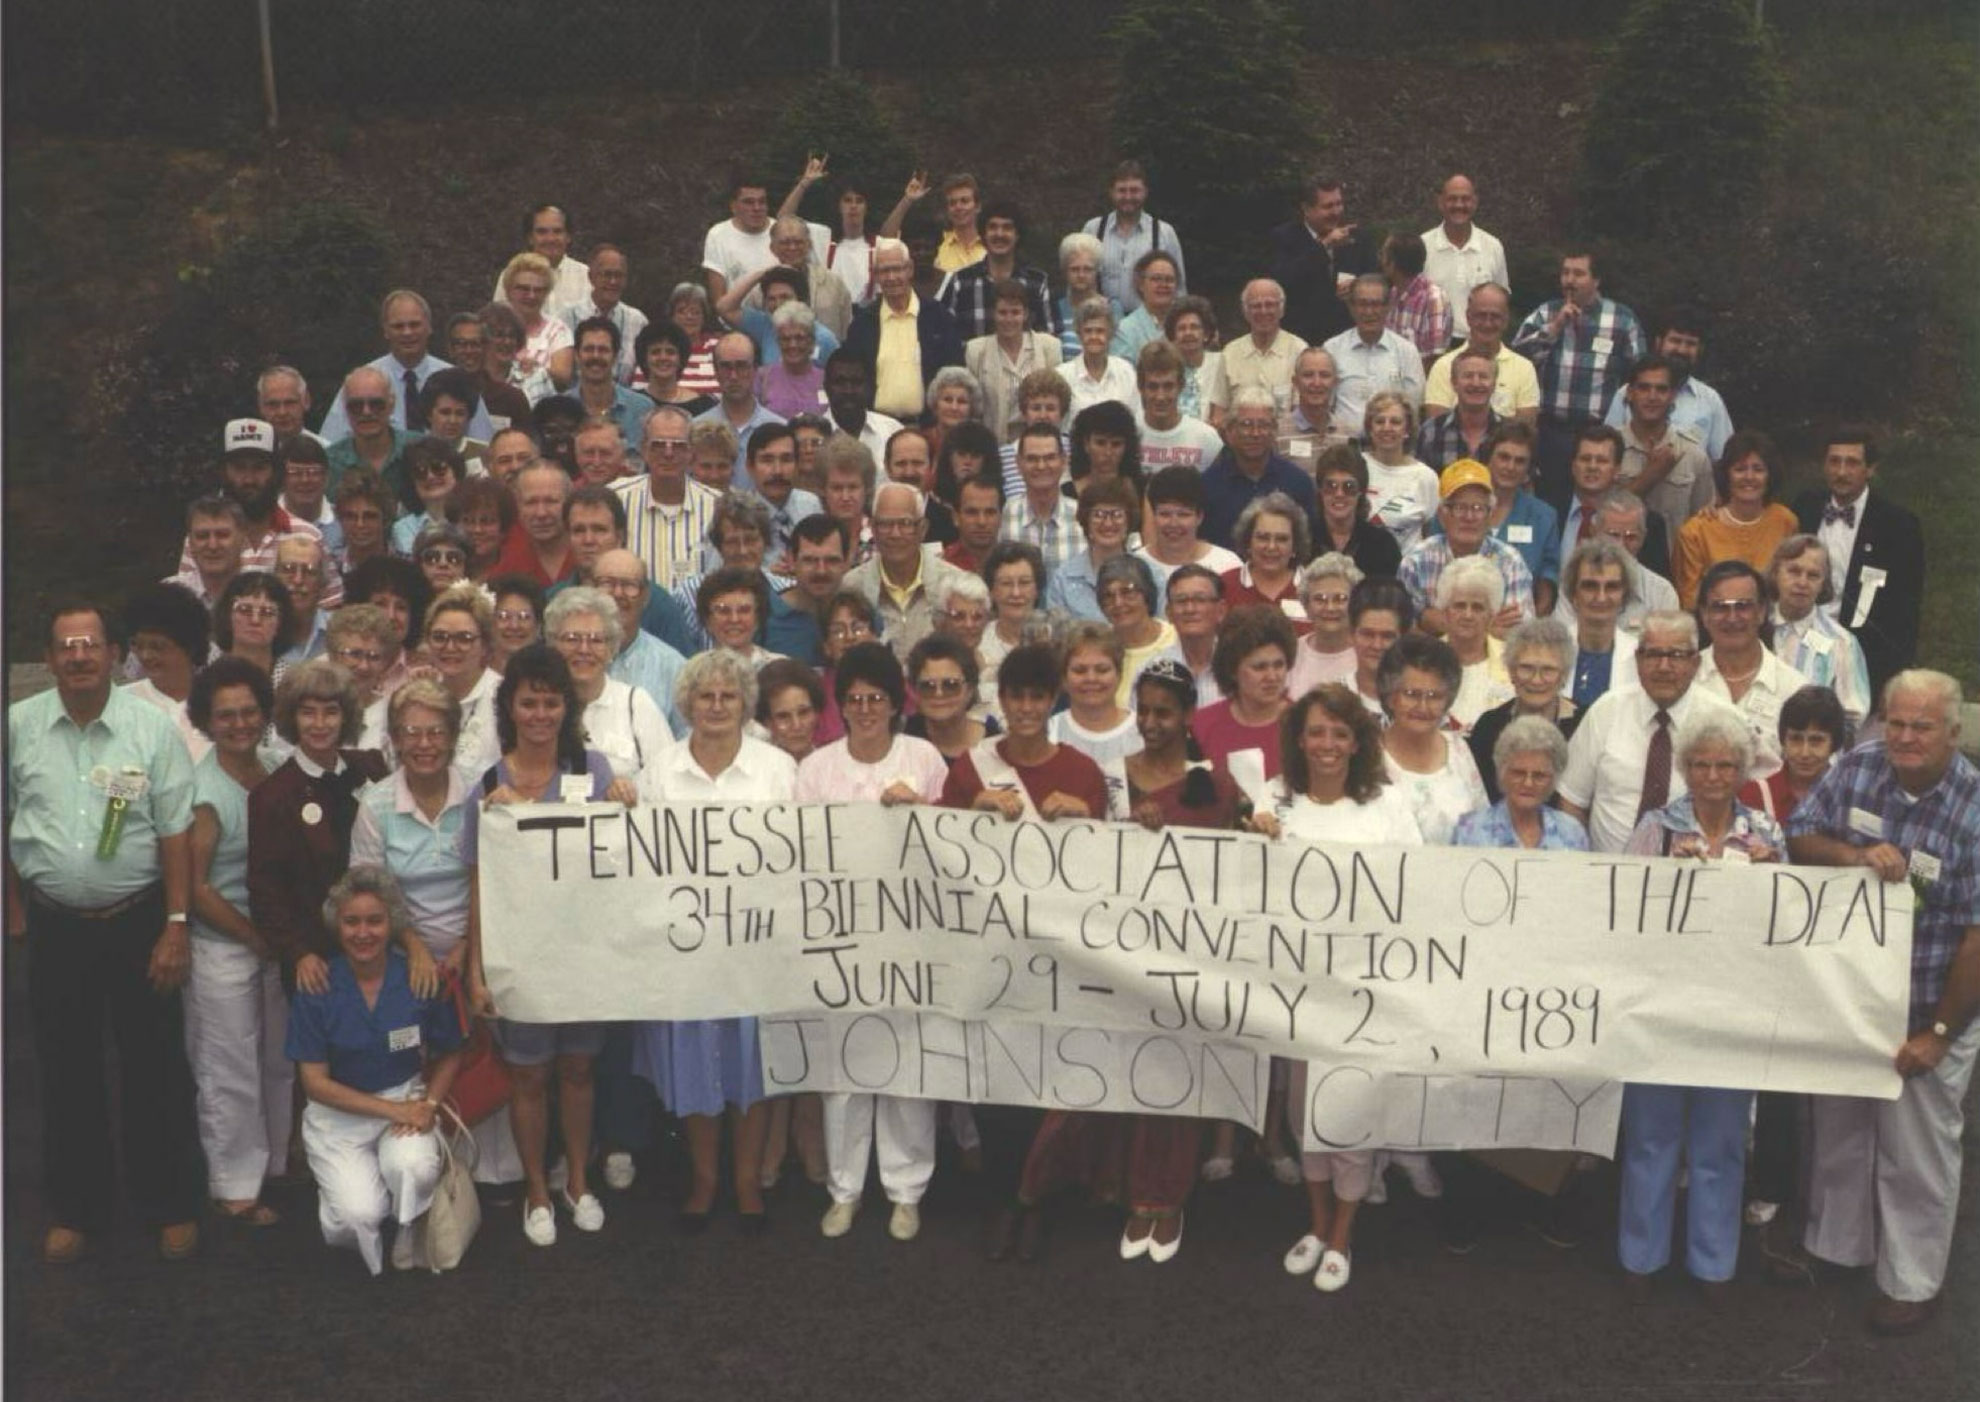 TENNESSEE ASSOCIATION OF THE DEAF
34TH BIENNIAL CONVENTION
JUNE 29 - JULY 2, 1989
JOHNSON CITY